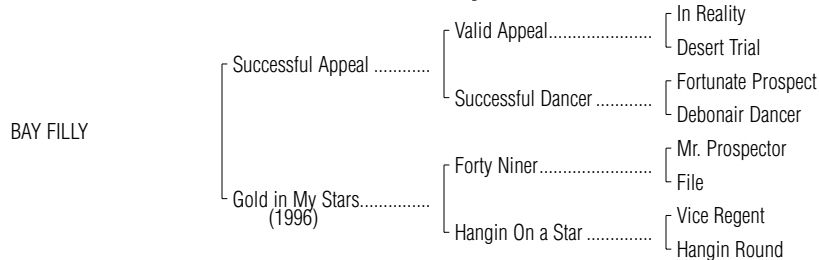 In Reality
Valid Appeal......................
Desert Trial
Successful Appeal ............
Fortunate Prospect
Successful Dancer ............
Debonair Dancer
BAY FILLY
Mr. Prospector
Forty Niner........................
File
Gold in My Stars...............
(1996)
Vice Regent
Hangin On a Star ..............
Hangin Round